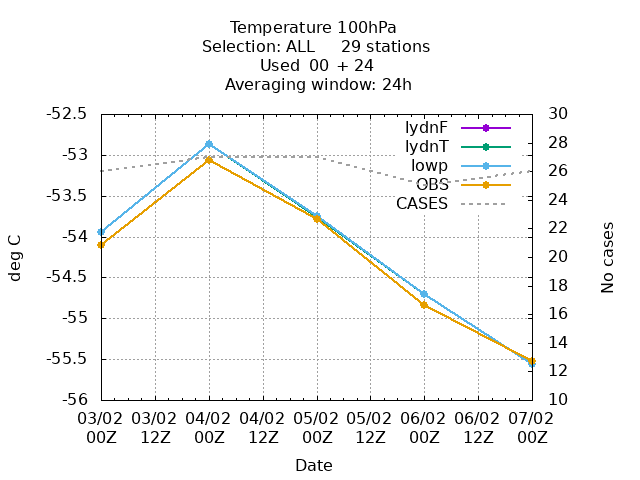 Temperature 100hPa
Selection: ALL     29 stations
Used  00  + 24
Averaging window: 24h
-52.5
-53
-53.5
-54
-54.5
-55
-55.5
-56
deg C
30
28
26
24
22
20
18
16
14
12
10
No cases
lydnF
lydnT
lowp
OBS
CASES
03/02 03/02 04/02 04/02 05/02 05/02 06/02 06/02 07/02
00Z 12Z 00Z 12Z 00Z 12Z 00Z 12Z 00Z
Date